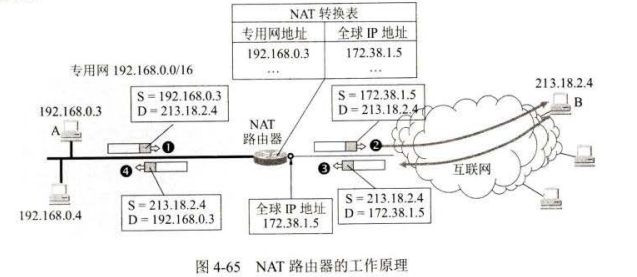 NAT 转换表
专用网地址
全球 IP 地址
192.168.0.3
172.38.1.5
…
…
专用网 192.168.0.0/16
S = 192.168.0.3
D = 213.18.2.4
S = 172.38.1.5
D = 213.18.2.4
213.18.2.4
B
192.168.0.3
A
NAT
路由器
❶
❷
❹
❸
互联网
192.168.0.4
S = 213.18.2.4
D = 192.168.0.3
全球 IP 地址
172.38.1.5
S = 213.18.2.4
D = 172.38.1.5
图 4-65 NAT 路由器的工作原理